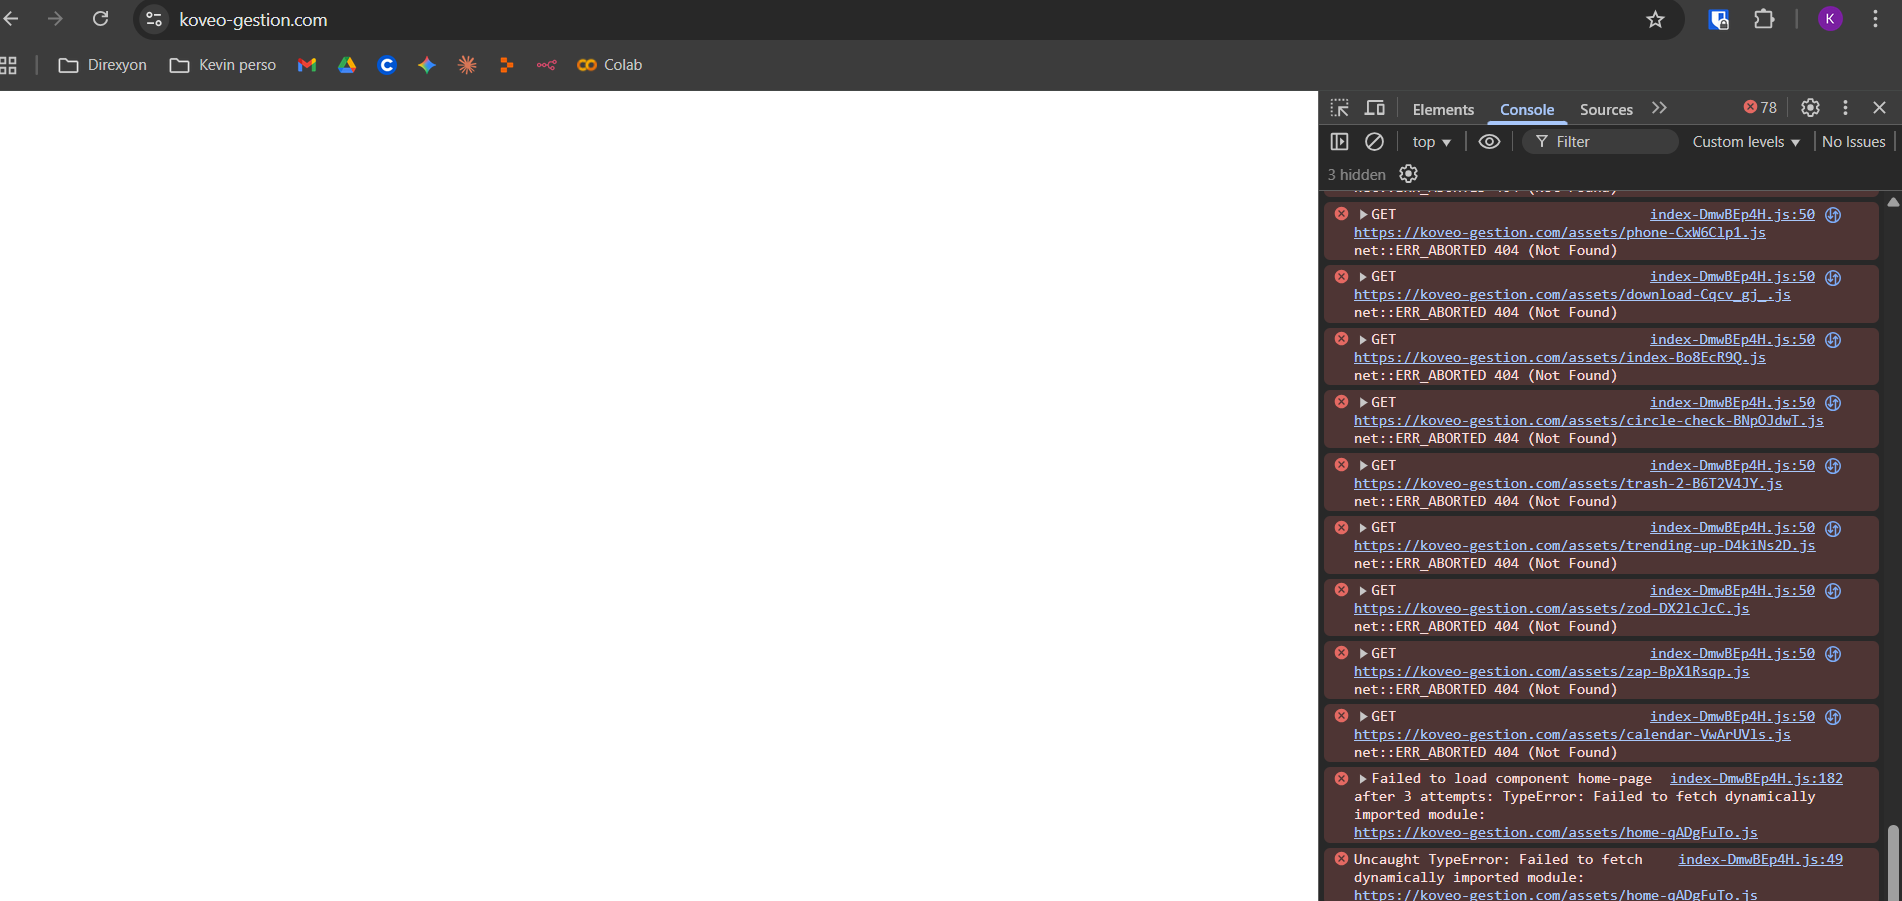 koveo-gestion.com
K
Direxyon
Kevin perso
Colab
Elements
Console
Sources
78
top
Filter
Custom levels
No Issues
3 hidden
GET index-DmwBEp4H.js:50
https://koveo-gestion.com/assets/phone-CxW6Clp1.js
net::ERR_ABORTED 404 (Not Found)
GET index-DmwBEp4H.js:50
https://koveo-gestion.com/assets/download-Cqcv_gj_.js
net::ERR_ABORTED 404 (Not Found)
GET index-DmwBEp4H.js:50
https://koveo-gestion.com/assets/index-Bo8EcR9Q.js
net::ERR_ABORTED 404 (Not Found)
GET index-DmwBEp4H.js:50
https://koveo-gestion.com/assets/circle-check-BNpOJdwT.js
net::ERR_ABORTED 404 (Not Found)
GET index-DmwBEp4H.js:50
https://koveo-gestion.com/assets/trash-2-B6T2V4JY.js
net::ERR_ABORTED 404 (Not Found)
GET index-DmwBEp4H.js:50
https://koveo-gestion.com/assets/trending-up-D4kiNs2D.js
net::ERR_ABORTED 404 (Not Found)
GET index-DmwBEp4H.js:50
https://koveo-gestion.com/assets/zod-DX2lcJcC.js
net::ERR_ABORTED 404 (Not Found)
GET index-DmwBEp4H.js:50
https://koveo-gestion.com/assets/zap-BpX1Rsqp.js
net::ERR_ABORTED 404 (Not Found)
GET index-DmwBEp4H.js:50
https://koveo-gestion.com/assets/calendar-VwArUVls.js
net::ERR_ABORTED 404 (Not Found)
Failed to load component home-page index-DmwBEp4H.js:182
after 3 attempts: TypeError: Failed to fetch dynamically
imported module:
https://koveo-gestion.com/assets/home-qADgFuTo.js
Uncaught TypeError: Failed to fetch index-DmwBEp4H.js:49
dynamically imported module:
https://koveo-gestion.com/assets/home-qADgFuTo.js